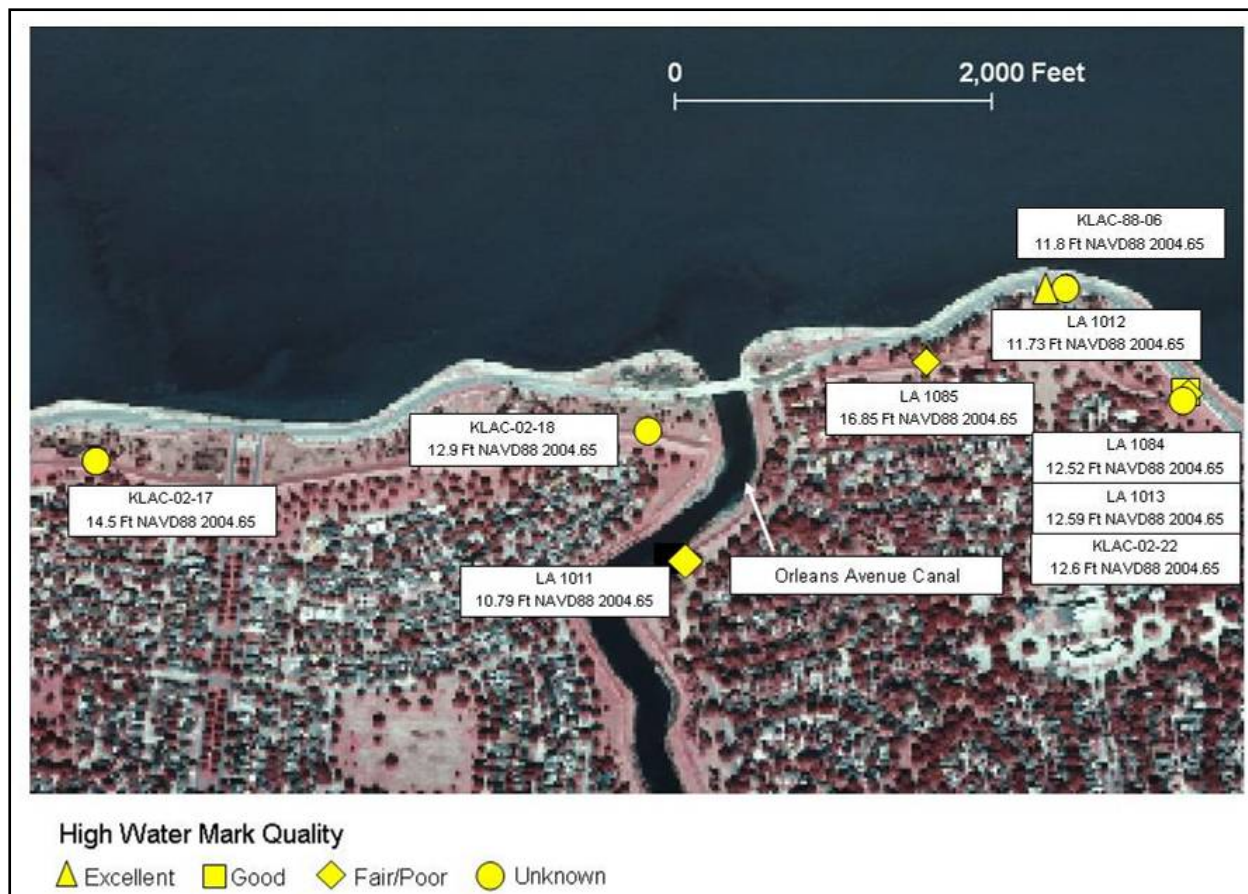 0 2,000 Feet
KLAC-88-06
11.8 Ft NAVD88 2004.65
LA 1012
11.73 Ft NAVD88 2004.65
LA 1085
16.85 Ft NAVD88 2004.65
KLAC-02-18
12.9 Ft NAVD88 2004.65
KLAC-02-17
14.5 Ft NAVD88 2004.65
LA 1084
12.52 Ft NAVD88 2004.65
LA 1013
12.59 Ft NAVD88 2004.65
KLAC-02-22
12.6 Ft NAVD88 2004.65
LA 1011
10.79 Ft NAVD88 2004.65
Orleans Avenue Canal
High Water Mark Quality
Excellent Good Fair/Poor Unknown